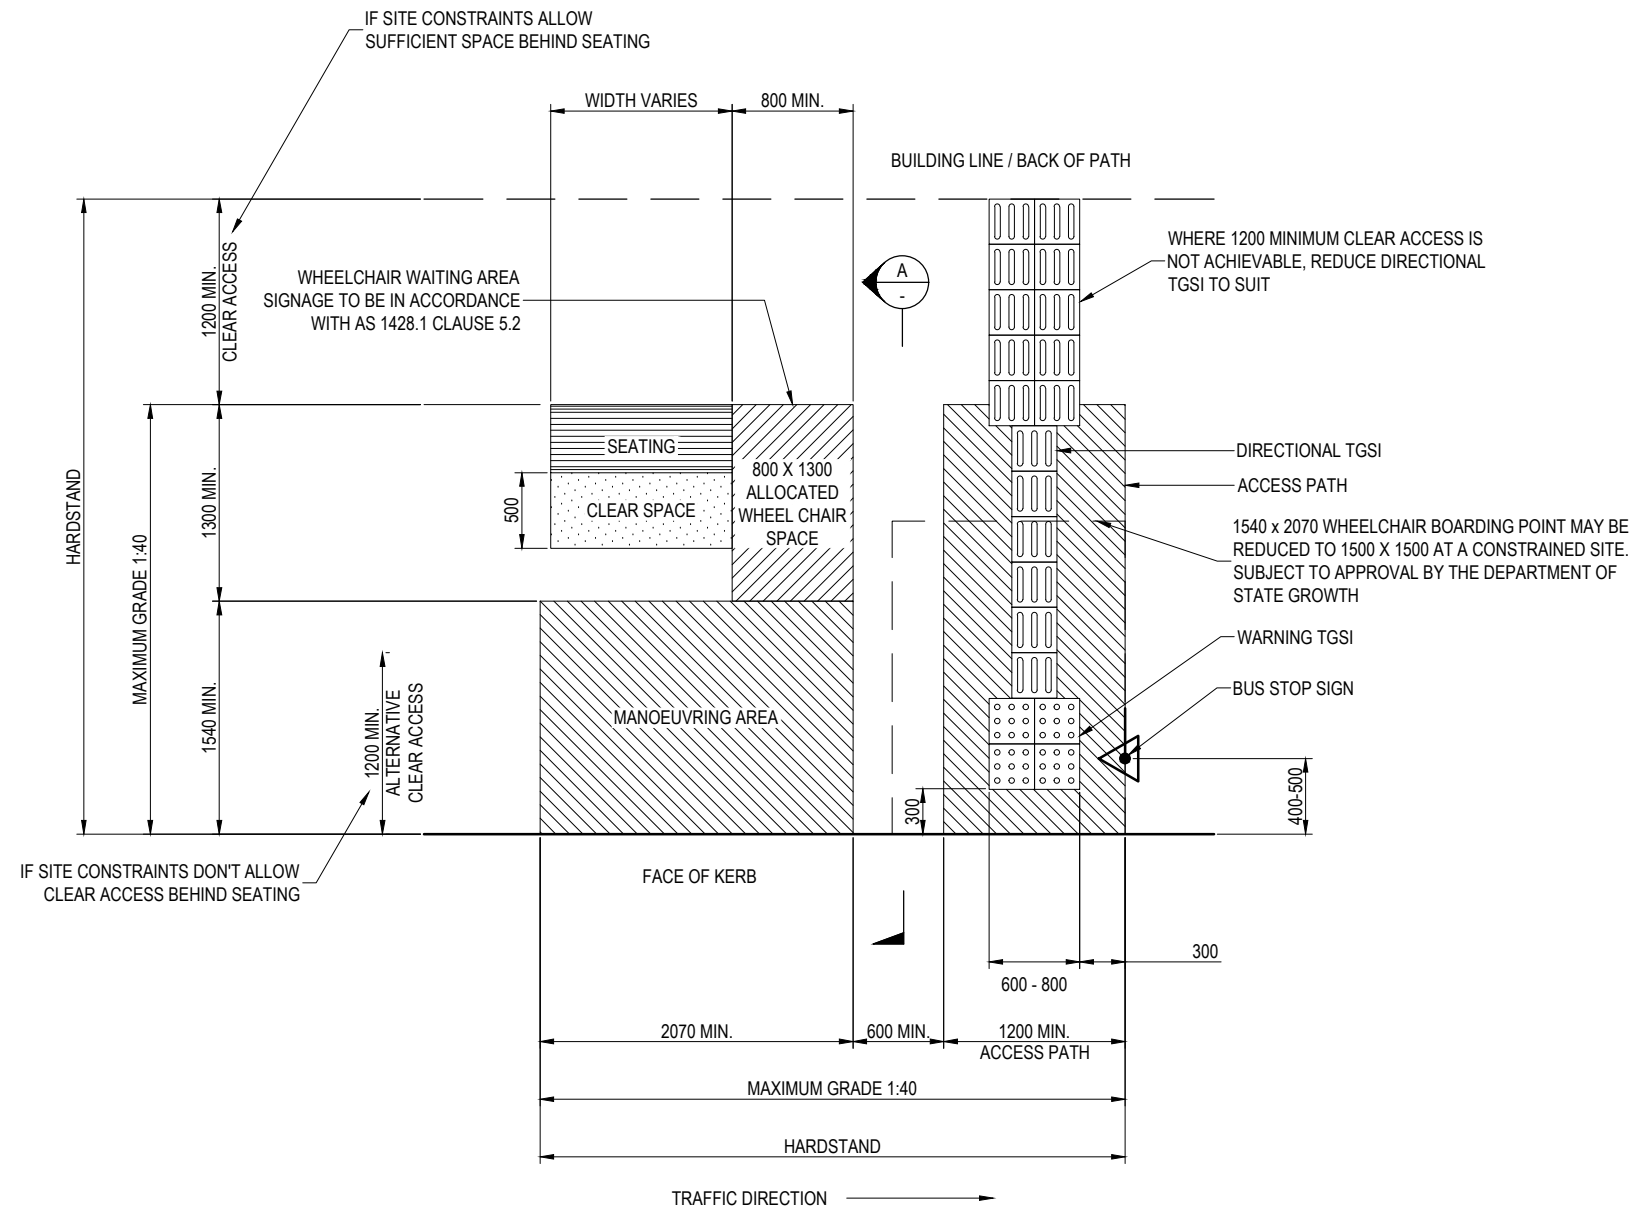 IF SITE CONSTRAINTS ALLOW
SUFFICIENT SPACE BEHIND SEATING
WIDTH VARIES
800 MIN.
BUILDING LINE / BACK OF PATH
WHERE 1200 MINIMUM CLEAR ACCESS IS
NOT ACHIEVABLE, REDUCE DIRECTIONAL
TGSI TO SUIT
WHEELCHAIR WAITING AREA
SIGNAGE TO BE IN ACCORDANCE
WITH AS 1428.1 CLAUSE 5.2
A
-
1200 MIN.
CLEAR ACCESS
HARDSTAND
MAXIMUM GRADE 1:40
1300 MIN.
1540 MIN.
1200 MIN.
ALTERNATIVE
CLEAR ACCESS
SEATING
500
CLEAR SPACE
800 X 1300
ALLOCATED
WHEEL CHAIR
SPACE
DIRECTIONAL TGSI
ACCESS PATH
1540 x 2070 WHEELCHAIR BOARDING POINT MAY BE
REDUCED TO 1500 X 1500 AT A CONSTRAINED SITE.
SUBJECT TO APPROVAL BY THE DEPARTMENT OF
STATE GROWTH
WARNING TGSI
BUS STOP SIGN
MANOEUVRING AREA
300
400-500
IF SITE CONSTRAINTS DON'T ALLOW
CLEAR ACCESS BEHIND SEATING
FACE OF KERB
300
600 - 800
2070 MIN.
600 MIN.
1200 MIN.
ACCESS PATH
MAXIMUM GRADE 1:40
HARDSTAND
TRAFFIC DIRECTION